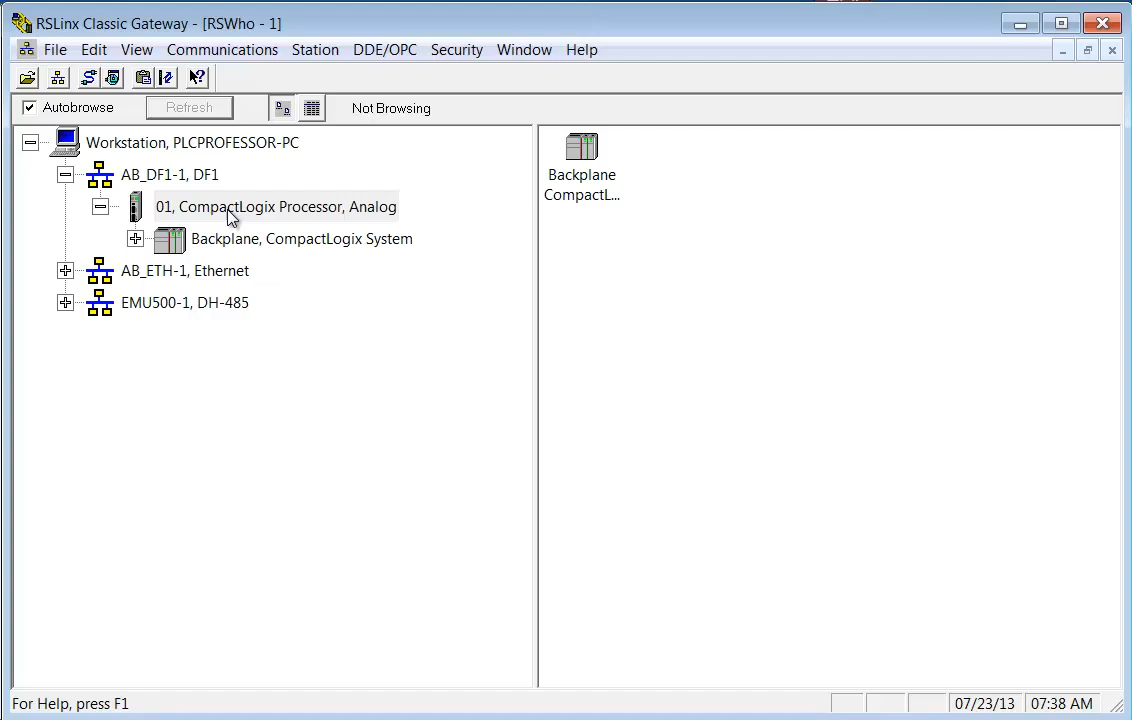 RSLinx Classic Gateway - [RSWho - 1]
File Edit View Communications Station DDE/OPC Security Window Help
Autobrowse Refresh Not Browsing
Workstation, PLCPROFESSOR-PC
AB_DF1-1, DF1
01, CompactLogix Processor, Analog
Backplane, CompactLogix System
AB_ETH-1, Ethernet
EMU500-1, DH-485
Backplane
CompactL...
For Help, press F1 07/23/13 07:38 AM